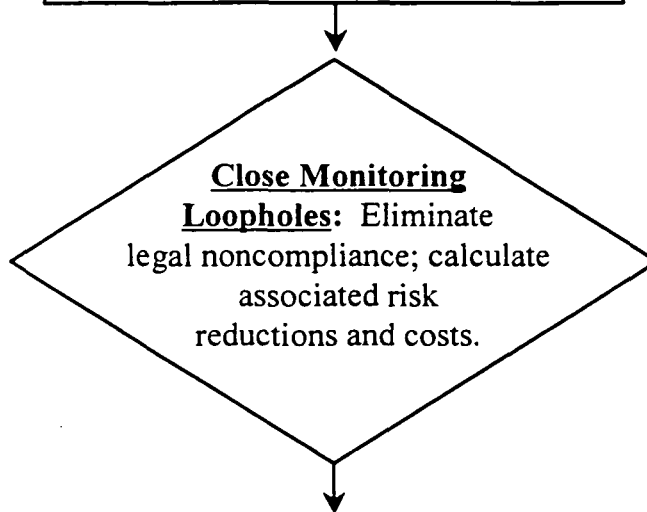 Close Monitoring
Loopholes: Eliminate
legal noncompliance; calculate
associated risk
reductions and costs.